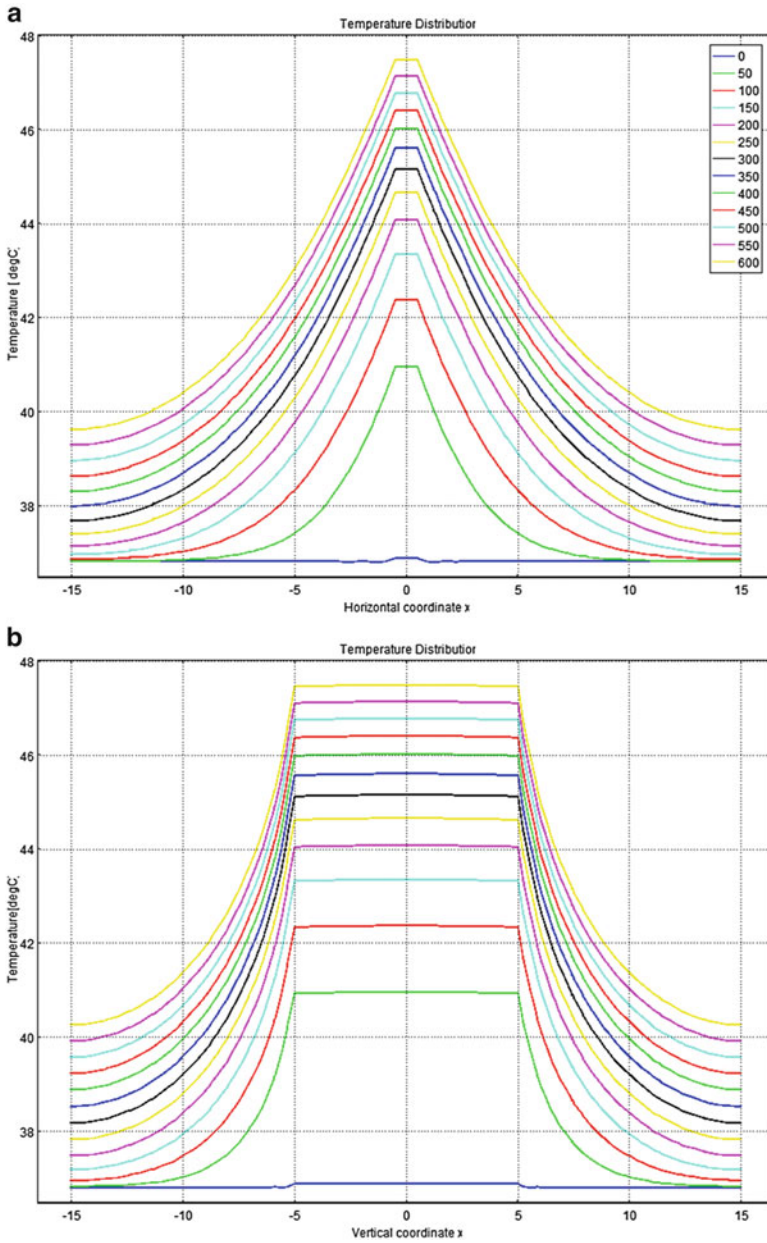 a
Temperature Distributior
48
46
44
42
40
38
Temperature [ degC]
-15 -10 -5 0 5 10 15
Horizontal coordinate x
0
50
100
150
200
250
300
350
400
450
500
550
600
b
Temperature Distributior
48
46
44
42
40
38
Temperature[degC]
-15 -10 -5 0 5 10 15
Vertical coordinate x